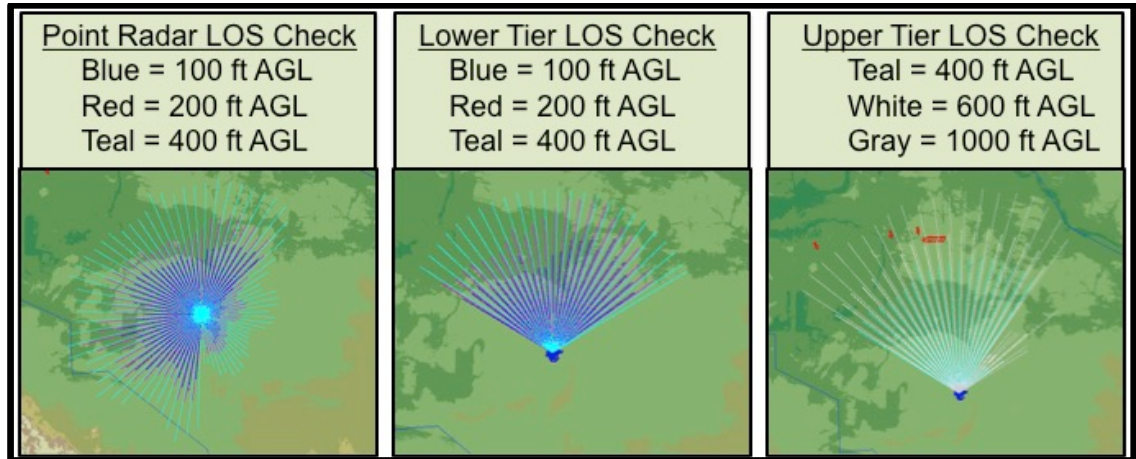 Point Radar LOS Check
Blue = 100 ft AGL
Red = 200 ft AGL
Teal = 400 ft AGL
Lower Tier LOS Check
Blue = 100 ft AGL
Red = 200 ft AGL
Teal = 400 ft AGL
Upper Tier LOS Check
Teal = 400 ft AGL
White = 600 ft AGL
Gray = 1000 ft AGL